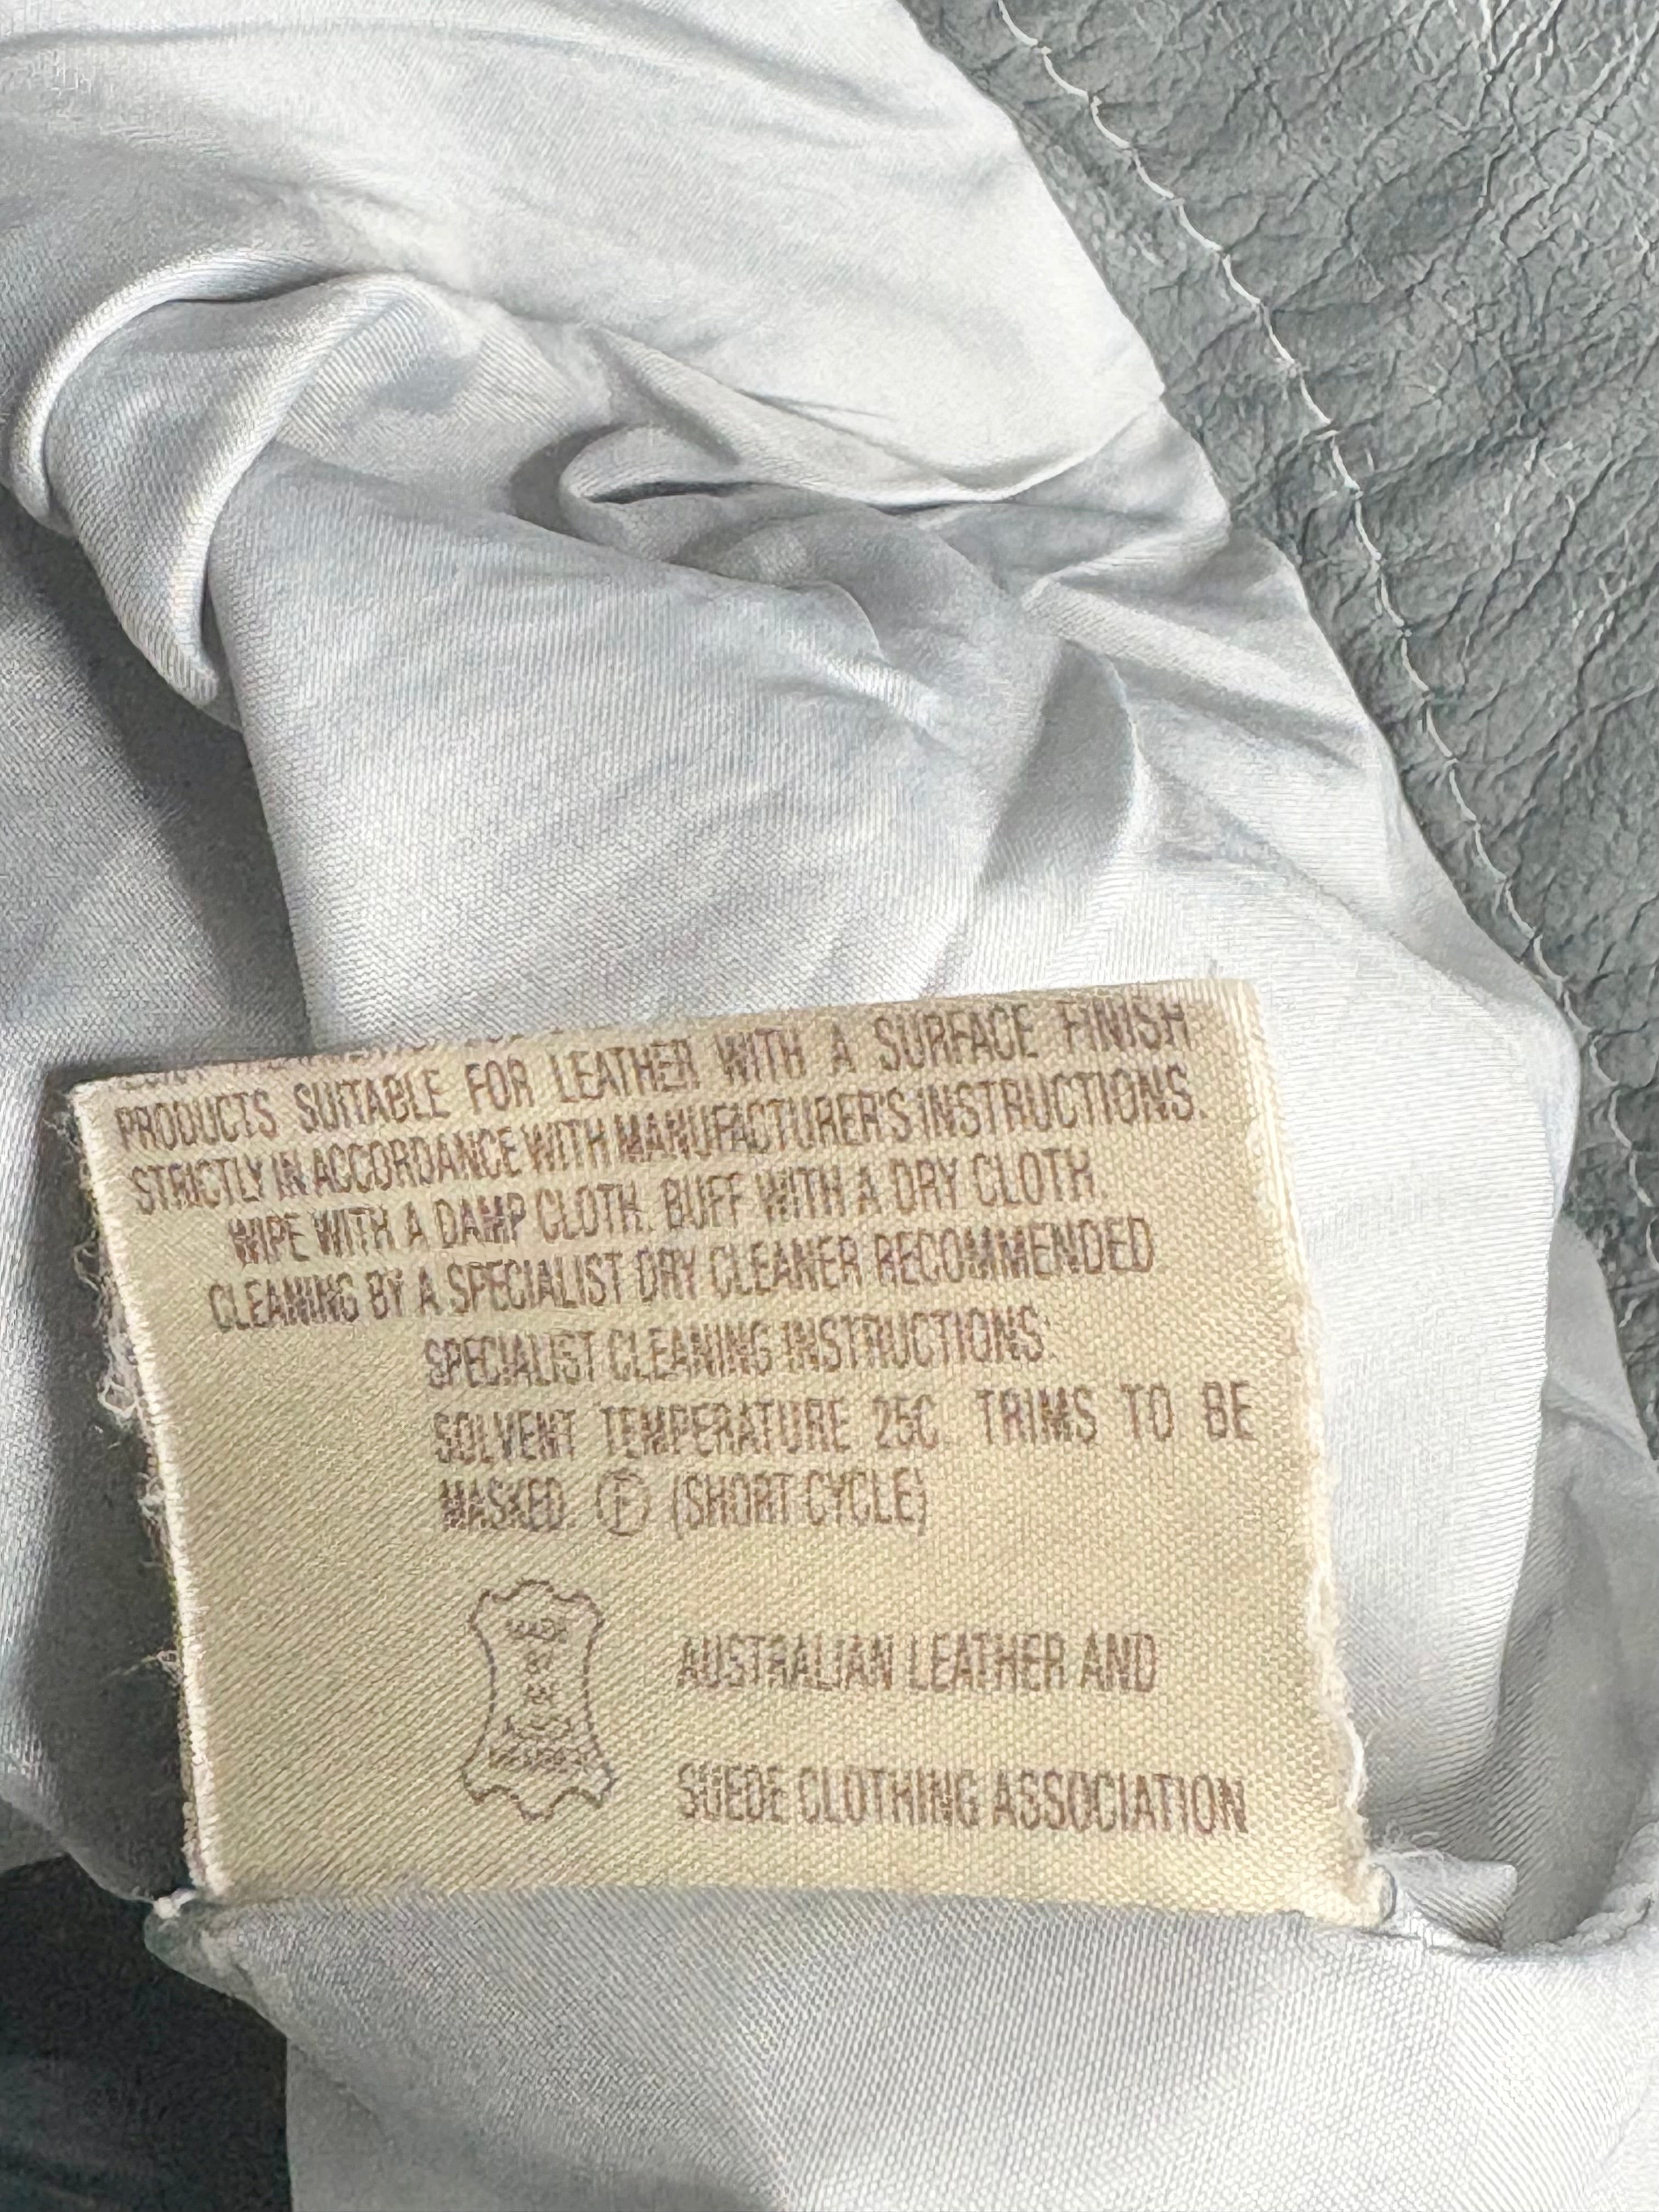 PRODUCTS SUITABLE FOR LEATHER WITH A SURFACE FINISH
STRICTLY IN ACCORDANCE WITH MANUFACTURER'S INSTRUCTIONS.
WIPE WITH A DAMP CLOTH. BUFF WITH A DRY CLOTH.
CLEANING BY A SPECIALIST DRY CLEANER RECOMMENDED
SPECIALIST CLEANING INSTRUCTIONS:
SOLVENT TEMPERATURE 25C. TRIMS TO BE
MASKED. Ⓕ (SHORT CYCLE)
MADE
AUSTRALIAN LEATHER AND
SUEDE CLOTHING ASSOCIATION